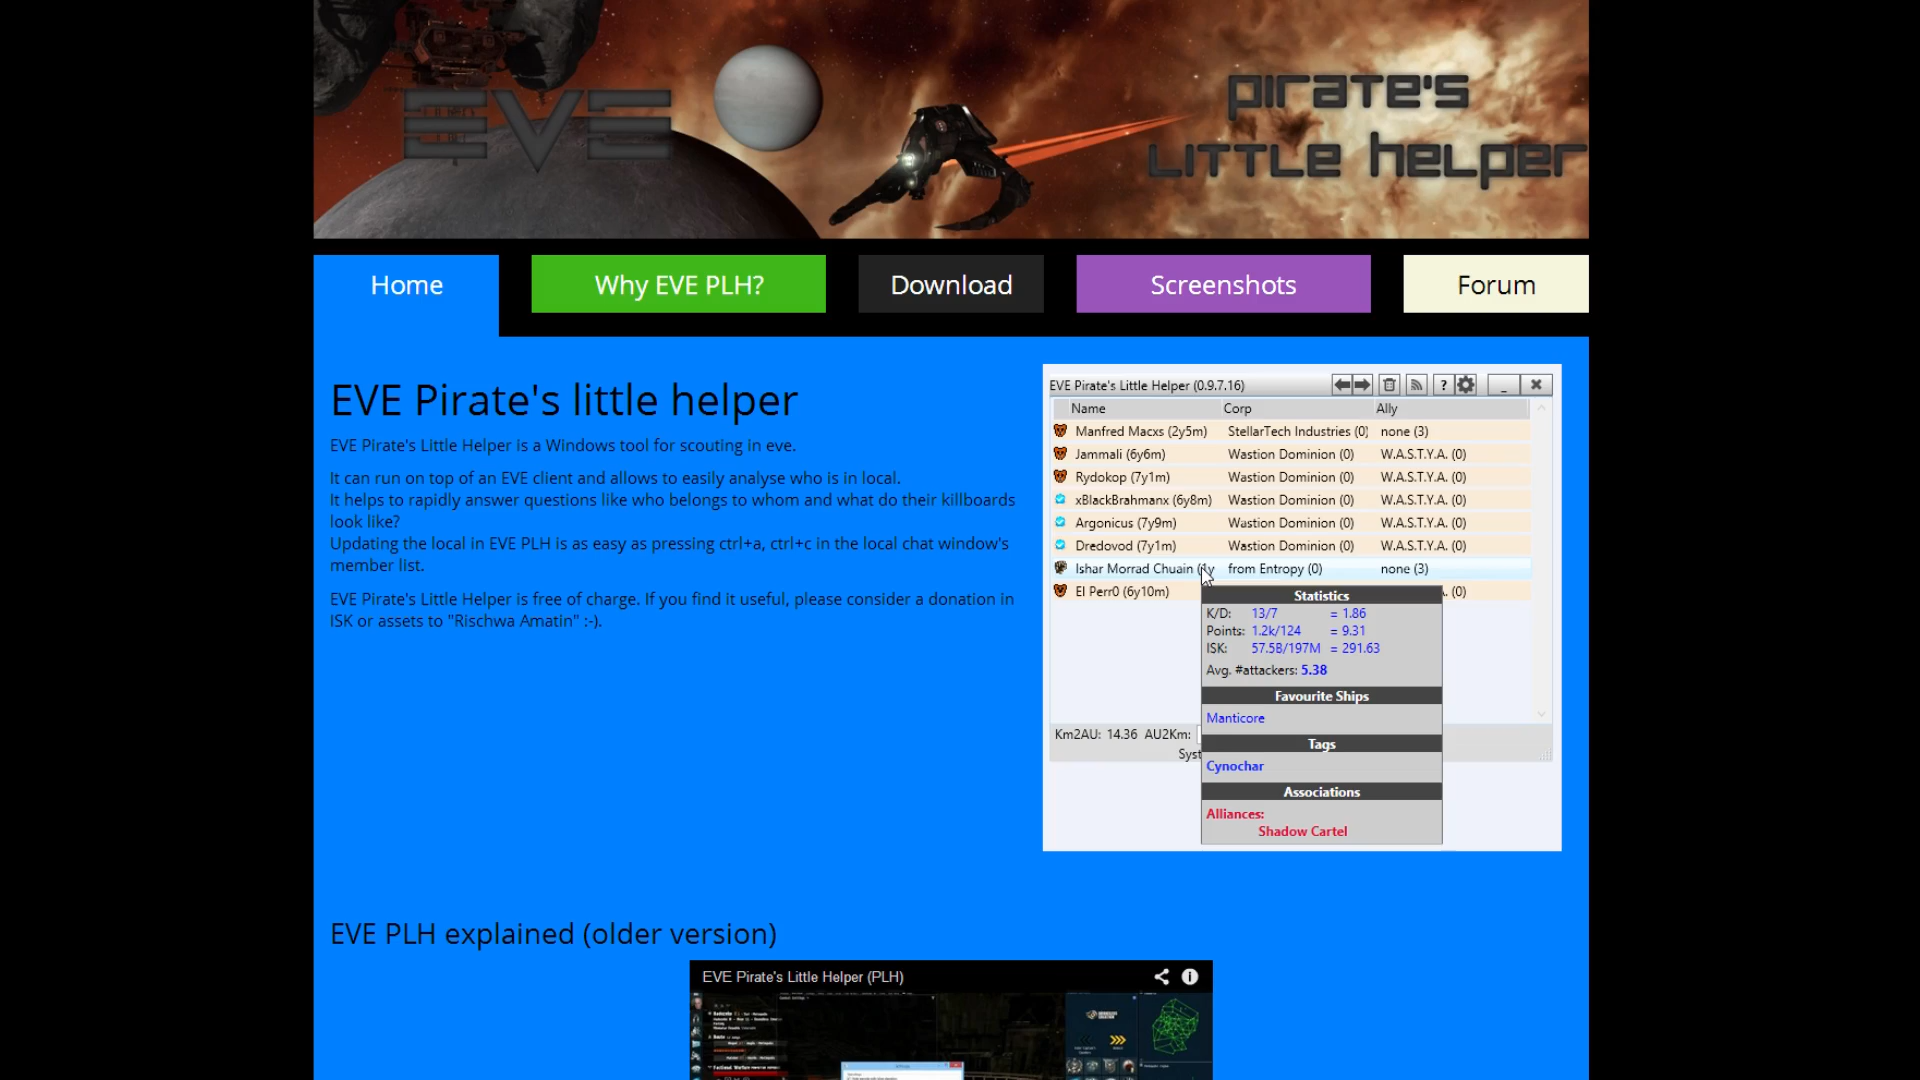 EVE
PIRATE'S
LITTLE HELPER
Home
Why EVE PLH?
Download
Screenshots
Forum
EVE Pirate's little helper
EVE Pirate's Little Helper is a Windows tool for scouting in eve.
It can run on top of an EVE client and allows to easily analyse who is in local.
It helps to rapidly answer questions like who belongs to whom and what do their killboards
look like?
Updating the local in EVE PLH is as easy as pressing ctrl+a, ctrl+c in the local chat window's
member list.
EVE Pirate's Little Helper is free of charge. If you find it useful, please consider a donation in
ISK or assets to "Rischwa Amatin" :-).
EVE Pirate's Little Helper (0.9.7.16)
Name Corp Ally
Manfred Macxs (2y5m) StellarTech Industries (0) none (3)
Jammali (6y6m) Wastion Dominion (0) W.A.S.T.Y.A. (0)
Rydokop (7y1m) Wastion Dominion (0) W.A.S.T.Y.A. (0)
xBlackBrahmanx (6y8m) Wastion Dominion (0) W.A.S.T.Y.A. (0)
Argonicus (7y9m) Wastion Dominion (0) W.A.S.T.Y.A. (0)
Dredovod (7y1m) Wastion Dominion (0) W.A.S.T.Y.A. (0)
Ishar Morrad Chuain ( y from Entropy (0) none (3)
El Perr0 (6y10m) . (0)
Statistics
K/D: 13/7 = 1.86
Points: 1.2k/124 = 9.31
ISK: 57.5B/197M = 291.63
Avg. #attackers: 5.38
Favourite Ships
Manticore
Tags
Cynochar
Associations
Alliances:
Shadow Cartel
Km2AU: 14.36 AU2Km:
Syst
EVE PLH explained (older version)
EVE Pirate's Little Helper (PLH)